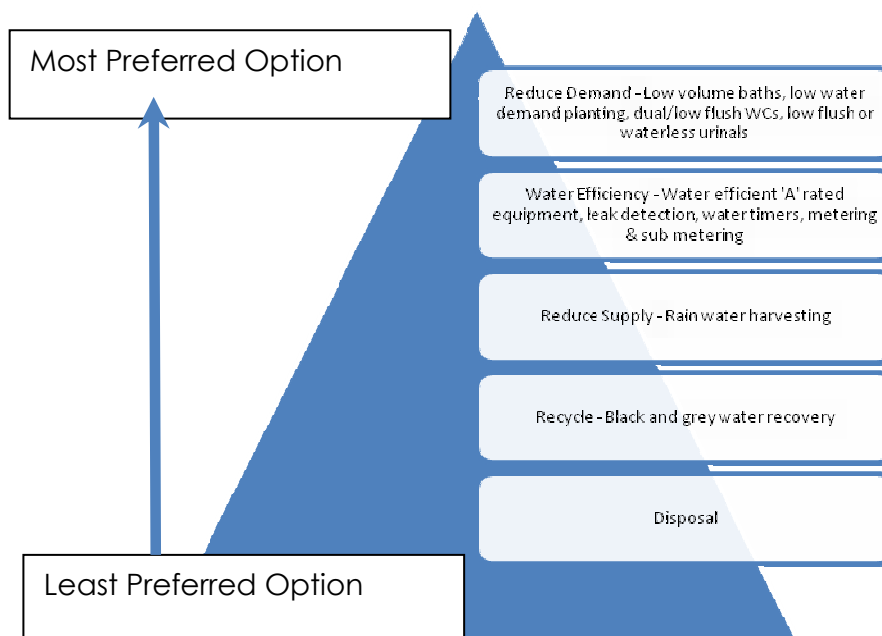 Most Preferred Option
Reduce Demand - Low volume baths, low water
demand planting, dual/low flush WCs, low flush or
waterless urinals
Water Efficiency - Water efficient 'A' rated
equipment, leak detection, water timers, metering
& sub metering
Reduce Supply - Rain water harvesting
Recycle - Black and grey water recovery
Disposal
Least Preferred Option